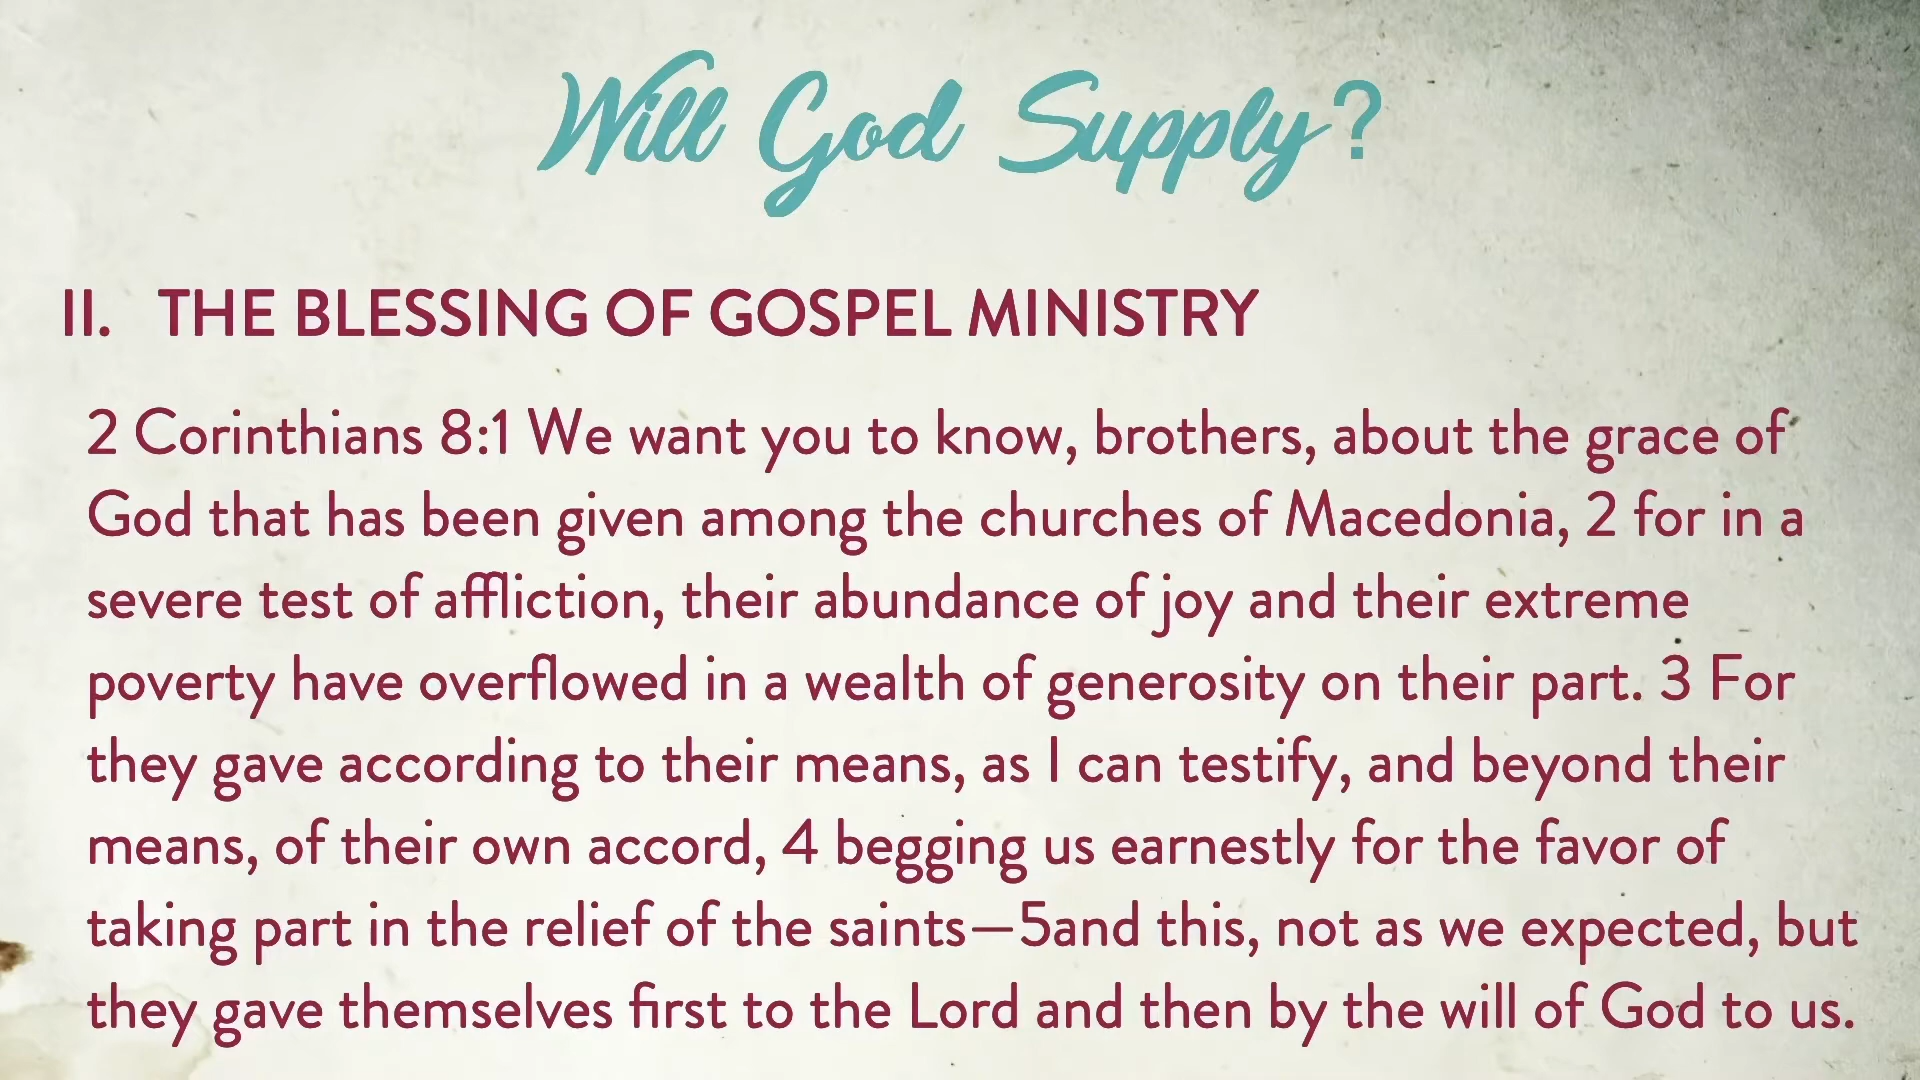 Will God Supply?
II. THE BLESSING OF GOSPEL MINISTRY
2 Corinthians 8:1 We want you to know, brothers, about the grace of
God that has been given among the churches of Macedonia, 2 for in a
severe test of affliction, their abundance of joy and their extreme
poverty have overflowed in a wealth of generosity on their part. 3 For
they gave according to their means, as I can testify, and beyond their
means, of their own accord, 4 begging us earnestly for the favor of
taking part in the relief of the saints—5and this, not as we expected, but
they gave themselves first to the Lord and then by the will of God to us.